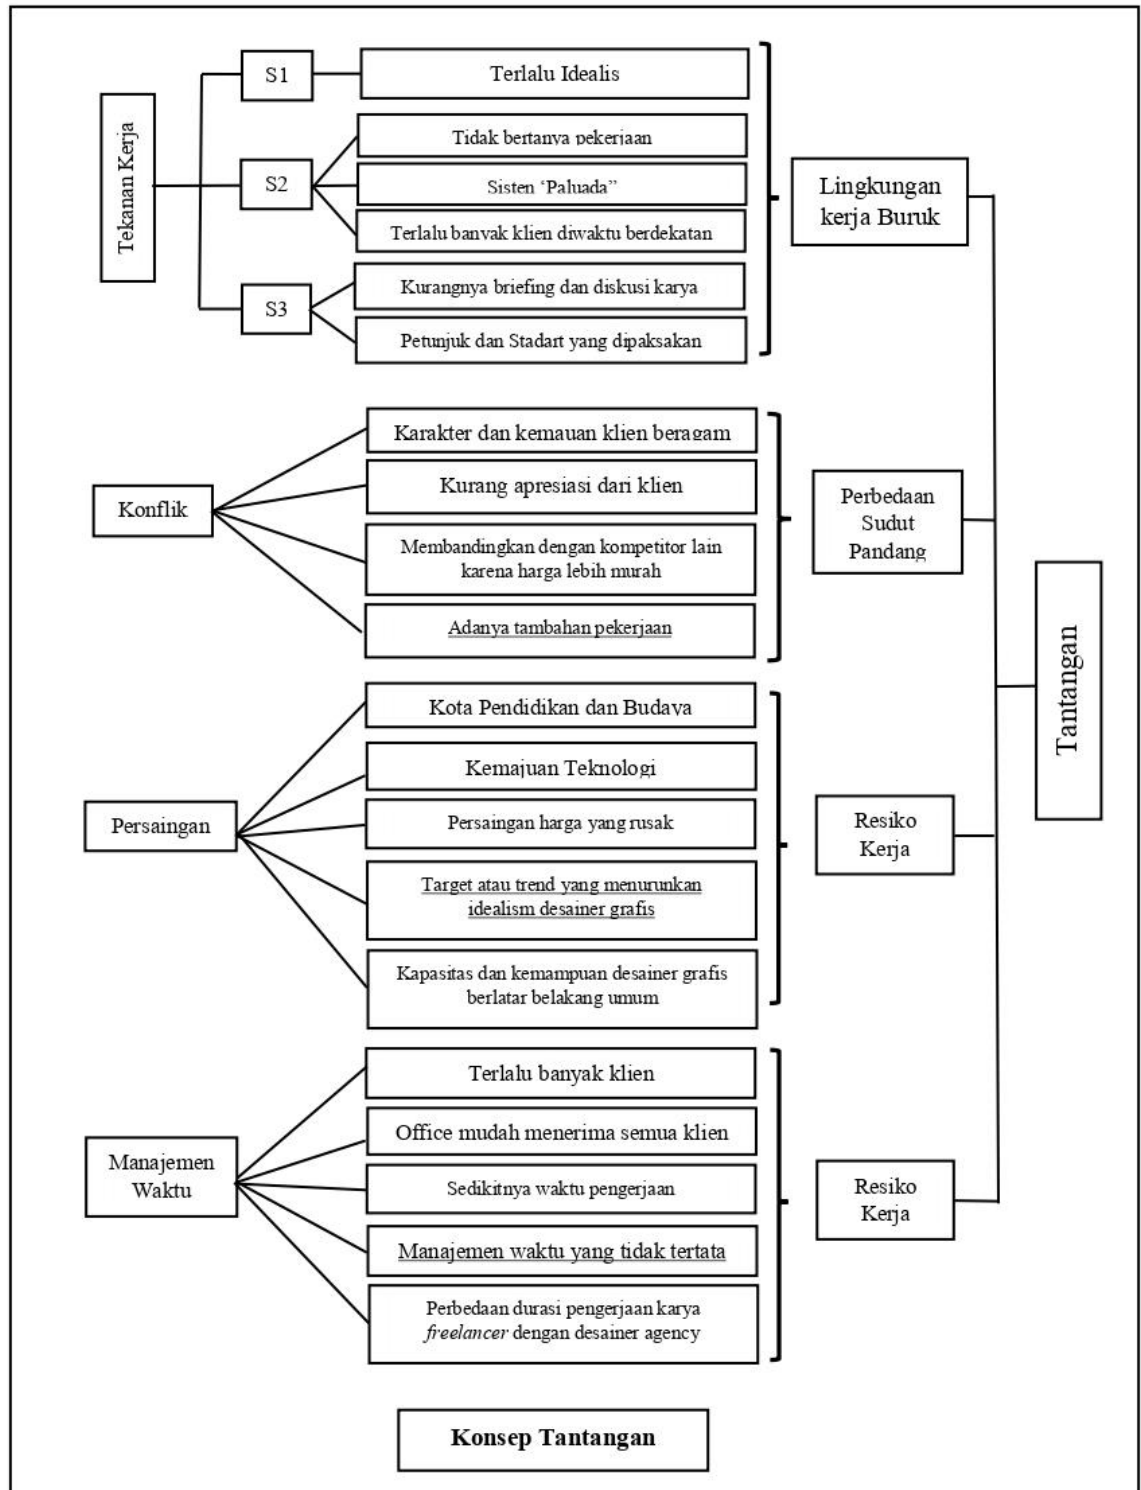 Tekanan Kerja
S1
Terlalu Idealis
S2
Tidak bertanya pekerjaan
Sisten ‘Paluada”
Terlalu banyak klien diwaktu berdekatan
S3
Kurangnya briefing dan diskusi karya
Petunjuk dan Stadart yang dipaksakan
Lingkungan
kerja Buruk
Konflik
Karakter dan kemauan klien beragam
Kurang apresiasi dari klien
Membandingkan dengan kompetitor lain
karena harga lebih murah
Adanya tambahan pekerjaan
Perbedaan
Sudut
Pandang
Persaingan
Kota Pendidikan dan Budaya
Kemajuan Teknologi
Persaingan harga yang rusak
Target atau trend yang menurunkan
idealism desainer grafis
Kapasitas dan kemampuan desainer grafis
berlatar belakang umum
Resiko
Kerja
Manajemen
Waktu
Terlalu banyak klien
Office mudah menerima semua klien
Sedikitnya waktu pengerjaan
Manajemen waktu yang tidak tertata
Perbedaan durasi pengerjaan karya
freelancer dengan desainer agency
Resiko
Kerja
Tantangan
Konsep Tantangan